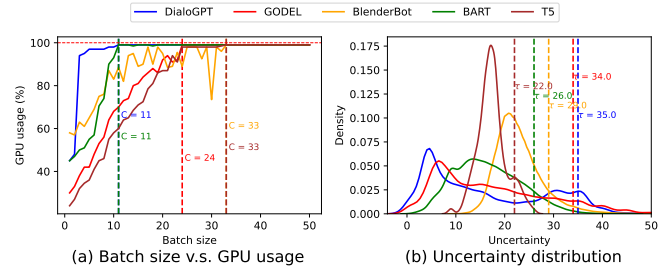 DialoGPT GODEL BlenderBot BART T5
GPU usage (%)
100
80
60
40
C = 11
C = 11
C = 24
C = 33
C = 33
0 10 20 30 40 50
Batch size
(a) Batch size v.s. GPU usage
Density
0.175
0.150
0.125
0.100
0.075
0.050
0.025
0.000
τ = 34.0
τ = 22.0
τ = 26.0
τ = 35.0
0 10 20 30 40 50
Uncertainty
(b) Uncertainty distribution